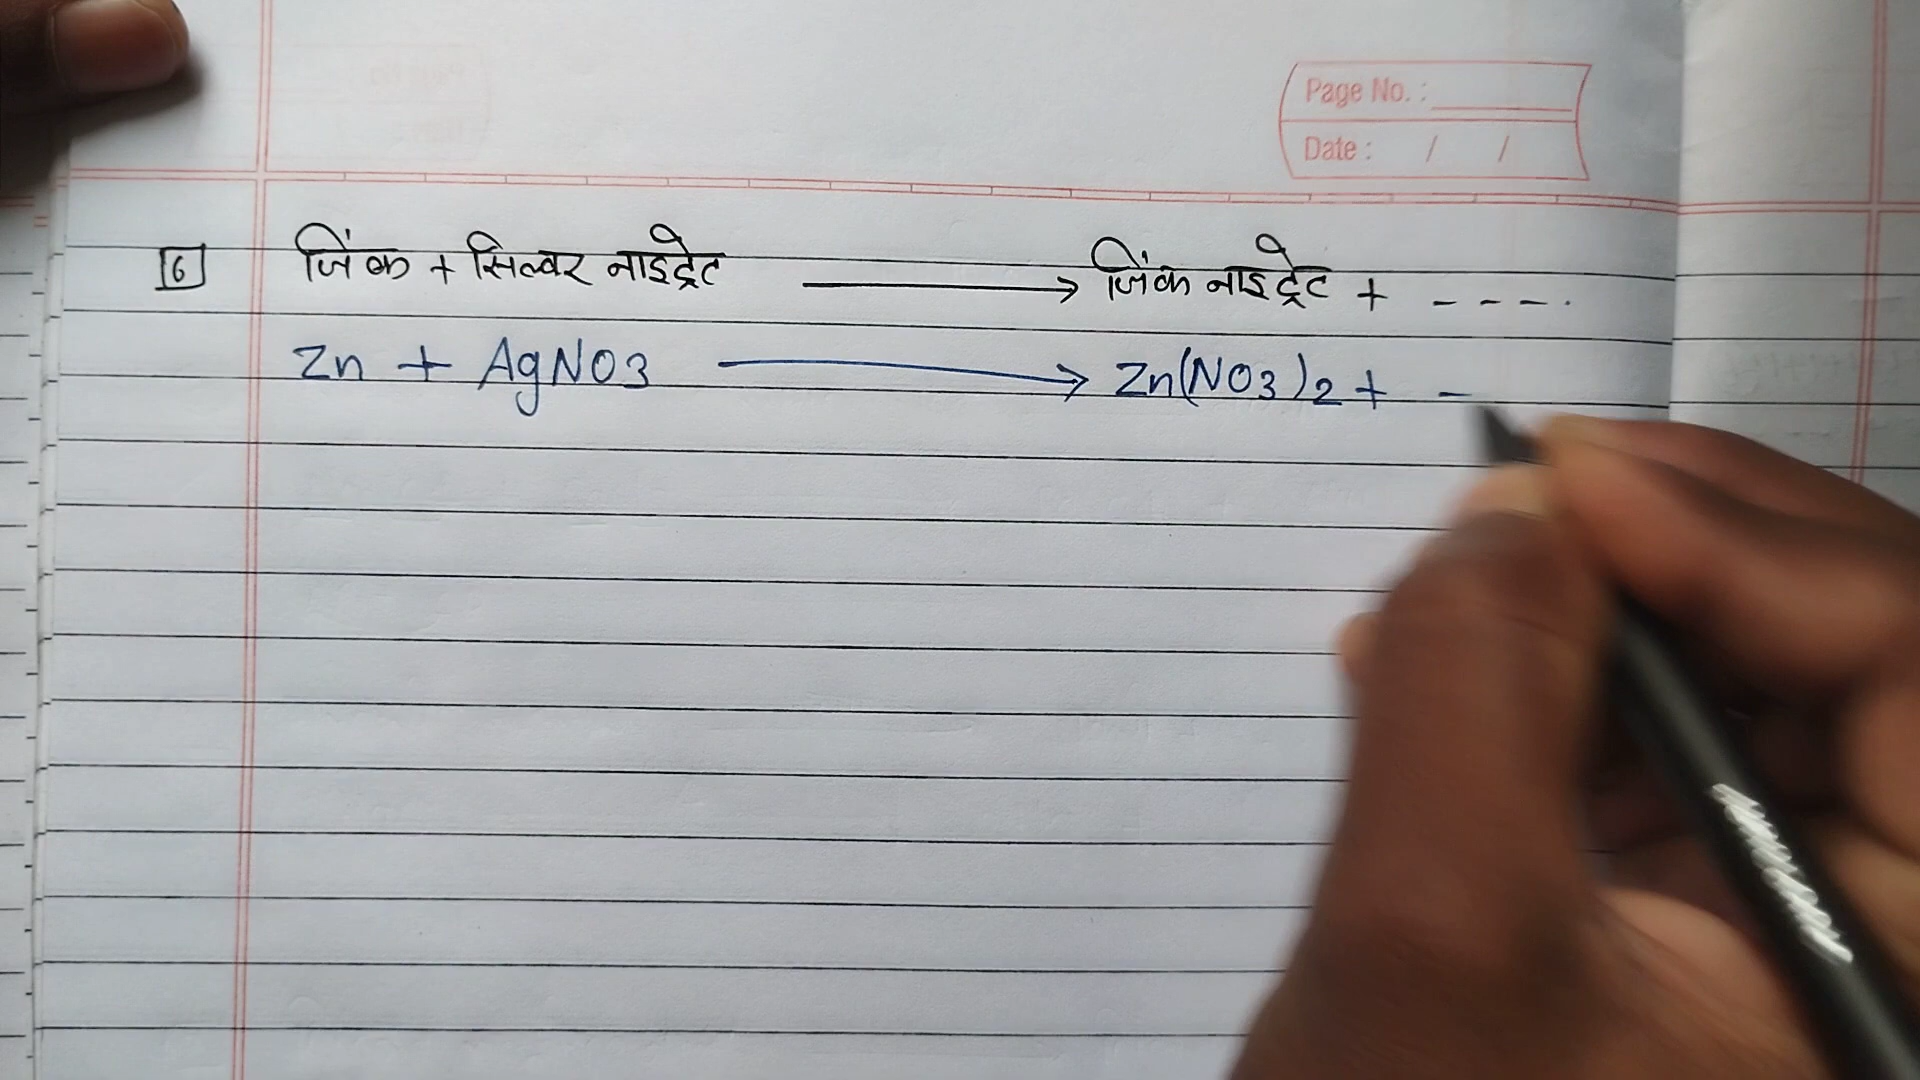 Page No. :
Date : / /
6 जिंक + सिल्वर नाइट्रेट ⟶ जिंक नाइट्रेट + - - - -
Zn + AgNO3 ⟶ Zn(NO3)2 + -